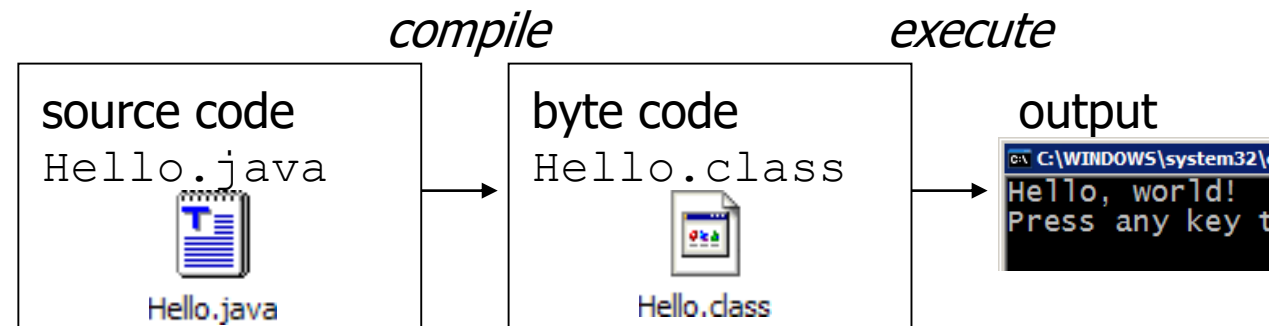 compile execute
source code
Hello.java
Hello.java
byte code
Hello.class
Hello.class
output
C:\WINDOWS\system32\
Hello, world!
Press any key